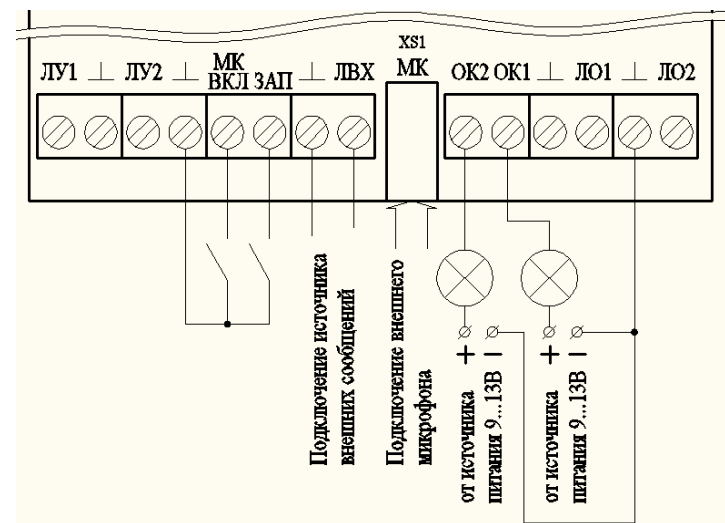 XS1
ЛУ1 ⊥ ЛУ2 ⊥ МК ⊥ ЛВХ МК ОК2 ОК1 ⊥ ЛО1 ⊥ ЛО2
ВКЛ ЗАП
Подключение источника
внешних сообщений
Подключение внешнего
микрофона
+ −
от источника
питания 9...13В
+ −
от источника
питания 9...13В